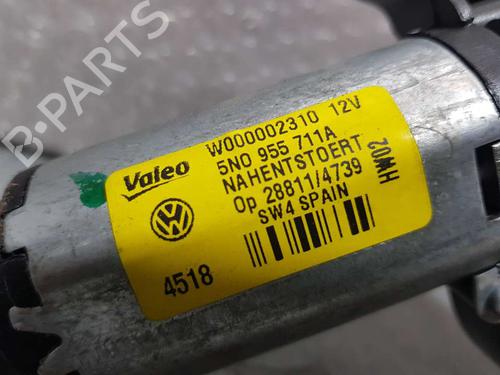 Valeo
W000002310 12V
5N0 955 711A
NAHENTSTOERT
Op 28811/4739
SW4 SPAIN
HW02
4518
B-PARTS